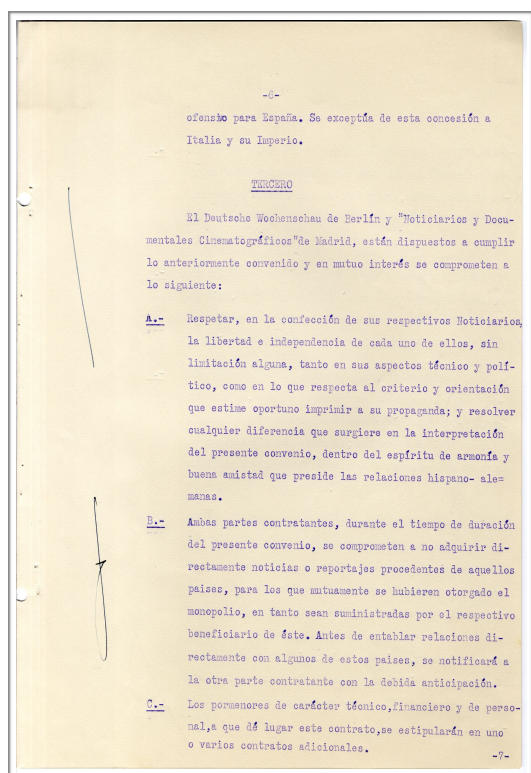 -6-
ofensivo para España. Se exceptúa de esta concesión a
Italia y su Imperio.
TERCERO
El Deutsche Wochenschau de Berlín y "Noticiarios y Docu-
mentales Cinematográficos"de Madrid, están dispuestos a cumplir
lo anteriormente convenido y en mutuo interés se comprometen a
lo siguiente:
A.- Respetar, en la confección de sus respectivos Noticiarios,
la libertad e independencia de cada uno de ellos, sin
limitación alguna, tanto en sus aspectos técnico y polí-
tico, como en lo que respecta al criterio y orientación
que estime oportuno imprimir a su propaganda; y resolver
cualquier diferencia que surgiere en la interpretación
del presente convenio, dentro del espíritu de armonía y
buena amistad que preside las relaciones hispano- ale=
manas.
B.- Ambas partes contratantes, durante el tiempo de duración
del presente convenio, se comprometen a no adquirir di-
rectamente noticias o reportajes procedentes de aquellos
paises, para los que mutuamente se hubieren otorgado el
monopolio, en tanto sean suministradas por el respectivo
beneficiario de éste. Antes de entablar relaciones di-
rectamente con algunos de estos paises, se notificará a
la otra parte contratante con la debida anticipación.
C.- Los pormenores de carácter técnico,financiero y de perso-
nal,a que dé lugar este contrato,se estipularán en uno
o varios contratos adicionales.
-7-